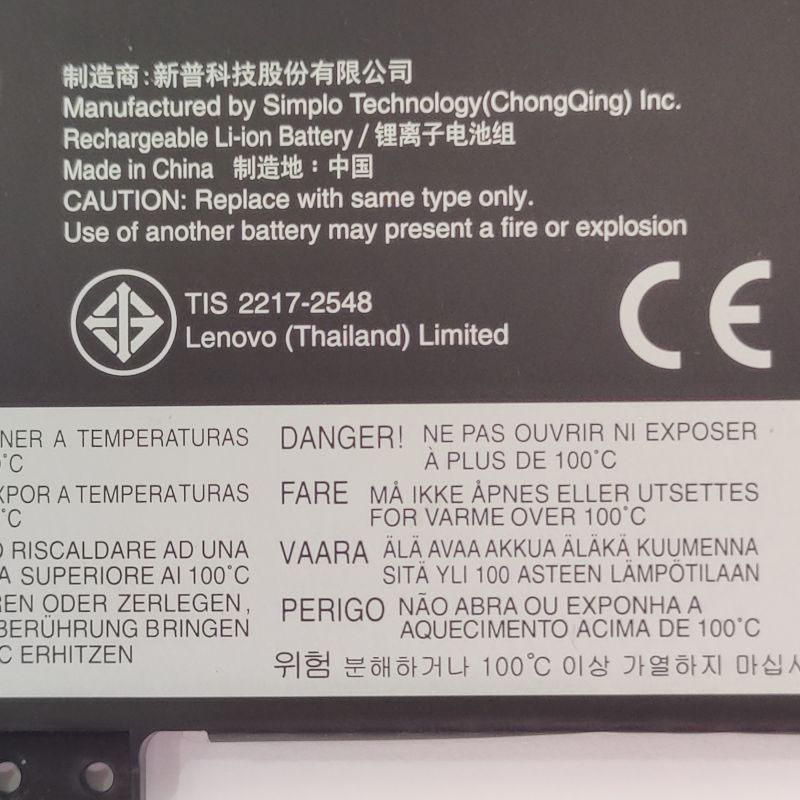 制造商:新普科技股份有限公司
Manufactured by Simplo Technology(ChongQing) Inc.
Rechargeable Li-ion Battery / 锂离子电池组
Made in China 制造地：中国
CAUTION: Replace with same type only.
Use of another battery may present a fire or explosion
TIS 2217-2548
Lenovo (Thailand) Limited
CE
NER A TEMPERATURAS
°C
XPOR A TEMPERATURAS
°C
O RISCALDARE AD UNA
A SUPERIORE AI 100°C
REN ODER ZERLEGEN,
BERÜHRUNG BRINGEN
C ERHITZEN
DANGER! NE PAS OUVRIR NI EXPOSER
À PLUS DE 100°C
FARE MÅ IKKE ÅPNES ELLER UTSETTES
FOR VARME OVER 100°C
VAARA ÄLÄ AVAA AKKUA ÄLÄKÄ KUUMENNA
SITÄ YLI 100 ASTEEN LÄMPÖTILAAN
PERIGO NÃO ABRA OU EXPONHA A
AQUECIMENTO ACIMA DE 100°C
위험 분해하거나 100℃ 이상 가열하지 마십시